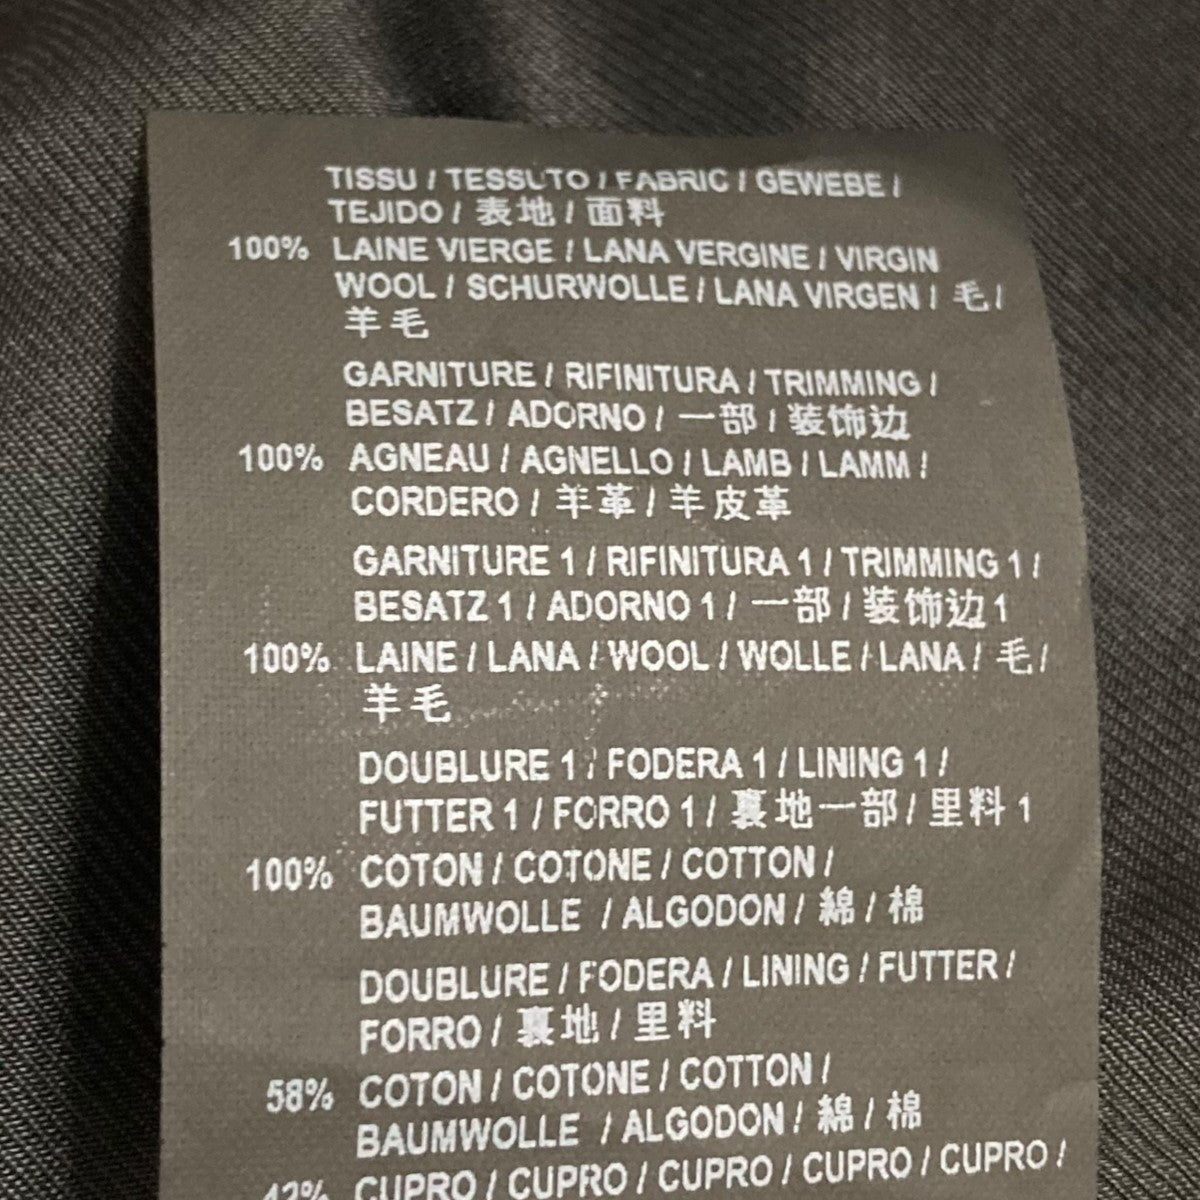 TISSU / TESSUTO / FABRIC / GEWEBE /
TEJIDO / 表地 / 面料
100% LAINE VIERGE / LANA VERGINE / VIRGIN
WOOL / SCHURWOLLE / LANA VIRGEN / 毛 /
羊毛
GARNITURE / RIFINITURA / TRIMMING /
BESATZ / ADORNO / 一部 / 装饰边
100% AGNEAU / AGNELLO / LAMB / LAMM /
CORDERO / 羊革 / 羊皮革
GARNITURE 1 / RIFINITURA 1 / TRIMMING 1 /
BESATZ 1 / ADORNO 1 / 一部 / 装饰边 1
100% LAINE / LANA / WOOL / WOLLE / LANA / 毛 /
羊毛
DOUBLURE 1 / FODERA 1 / LINING 1 /
FUTTER 1 / FORRO 1 / 裏地一部 / 里料 1
100% COTON / COTONE / COTTON /
BAUMWOLLE / ALGODON / 綿 / 棉
DOUBLURE / FODERA / LINING / FUTTER /
FORRO / 裏地 / 里料
58% COTON / COTONE / COTTON /
BAUMWOLLE / ALGODON / 綿 / 棉
42% CUPRO / CUPRO / CUPRO / CUPRO / CUPRO /